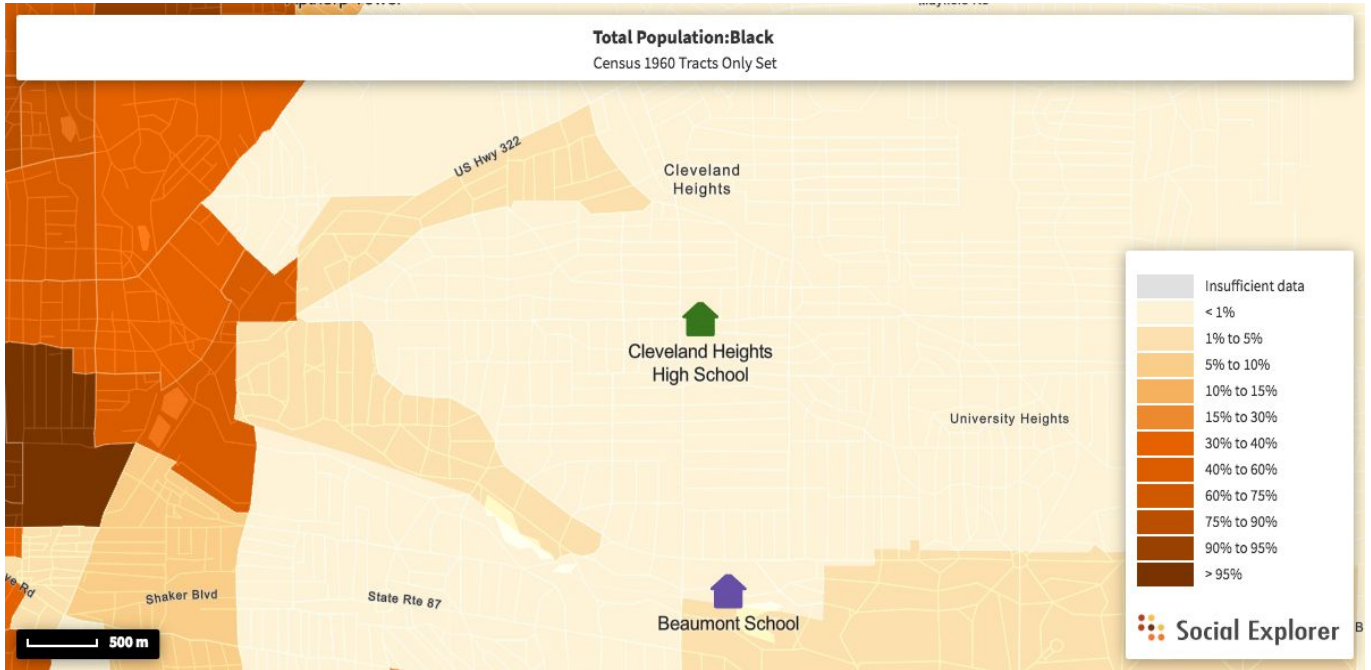 Total Population:Black
Census 1960 Tracts Only Set
US Hwy 322
Cleveland
Heights
Cleveland Heights
High School
University Heights
Shaker Blvd
State Rte 87
Beaumont School
500 m
Insufficient data
< 1%
1% to 5%
5% to 10%
10% to 15%
15% to 30%
30% to 40%
40% to 60%
60% to 75%
75% to 90%
90% to 95%
> 95%
Social Explorer
B